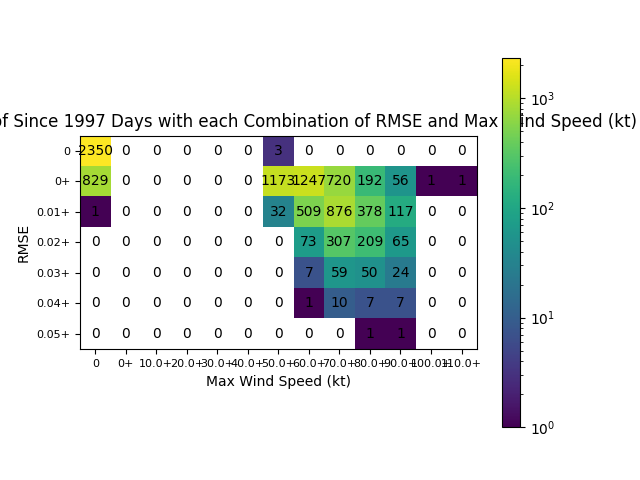 of Since 1997 Days with each Combination of RMSE and Max Wind Speed (kt)
0 2350 0 0 0 0 0 3 0 0 0 0 0 0
0+ 829 0 0 0 0 0 1173 1247 720 192 56 1 1
0.01+ 1 0 0 0 0 0 32 509 876 378 117 0 0
0.02+ 0 0 0 0 0 0 0 73 307 209 65 0 0
0.03+ 0 0 0 0 0 0 0 7 59 50 24 0 0
0.04+ 0 0 0 0 0 0 0 1 10 7 7 0 0
0.05+ 0 0 0 0 0 0 0 0 0 1 1 0 0
0 0+ 10.0+ 20.0+ 30.0+ 40.0+ 50.0+ 60.0+ 70.0+ 80.0+ 90.0+ 100.0+ 110.0+
RMSE
Max Wind Speed (kt)
10³
10²
10¹
10⁰